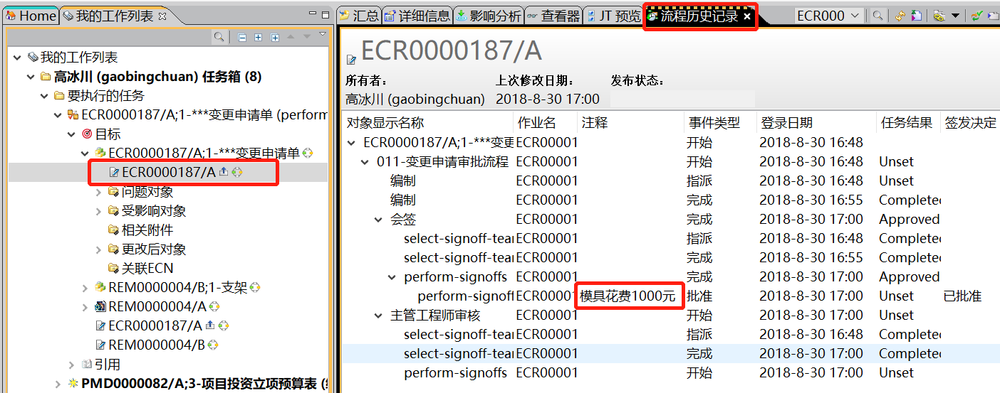 Home 我的工作列表
我的工作列表
高冰川 (gaobingchuan) 任务箱 (8)
要执行的任务
ECR0000187/A;1-***变更申请单 (perform
目标
ECR0000187/A;1-***变更申请单
ECR0000187/A
问题对象
受影响对象
相关附件
更改后对象
关联ECN
REM0000004/B;1-支架
REM0000004/A
ECR0000187/A
REM0000004/B
引用
PMD0000082/A;3-项目投资立项预算表 (
汇总 详细信息 影响分析 查看器 JT 预览 流程历史记录 ECR000
ECR0000187/A
所有者： 上次修改日期： 发布状态：
高冰川 (gaobingchuan) 2018-8-30 17:00
对象显示名称 作业名 注释 事件类型 登录日期 任务结果 签发决定
ECR0000187/A;1-***变更 ECR00001 开始 2018-8-30 16:48
011-变更申请审批流程 ECR00001 开始 2018-8-30 16:48 Unset
编制 ECR00001 指派 2018-8-30 16:48 Unset
编制 ECR00001 完成 2018-8-30 16:55 Complete
会签 ECR00001 完成 2018-8-30 17:00 Approved
select-signoff-tea ECR00001 指派 2018-8-30 16:48 Complete
select-signoff-tea ECR00001 完成 2018-8-30 16:55 Complete
perform-signoffs ECR00001 完成 2018-8-30 17:00 Approved
perform-signof ECR00001 模具花费1000元 批准 2018-8-30 17:00 Unset 已批准
主管工程师审核 ECR00001 开始 2018-8-30 17:00 Unset
select-signoff-tea ECR00001 指派 2018-8-30 16:48 Complete
select-signoff-tea ECR00001 完成 2018-8-30 17:00 Complete
perform-signoffs ECR00001 开始 2018-8-30 17:00 Unset